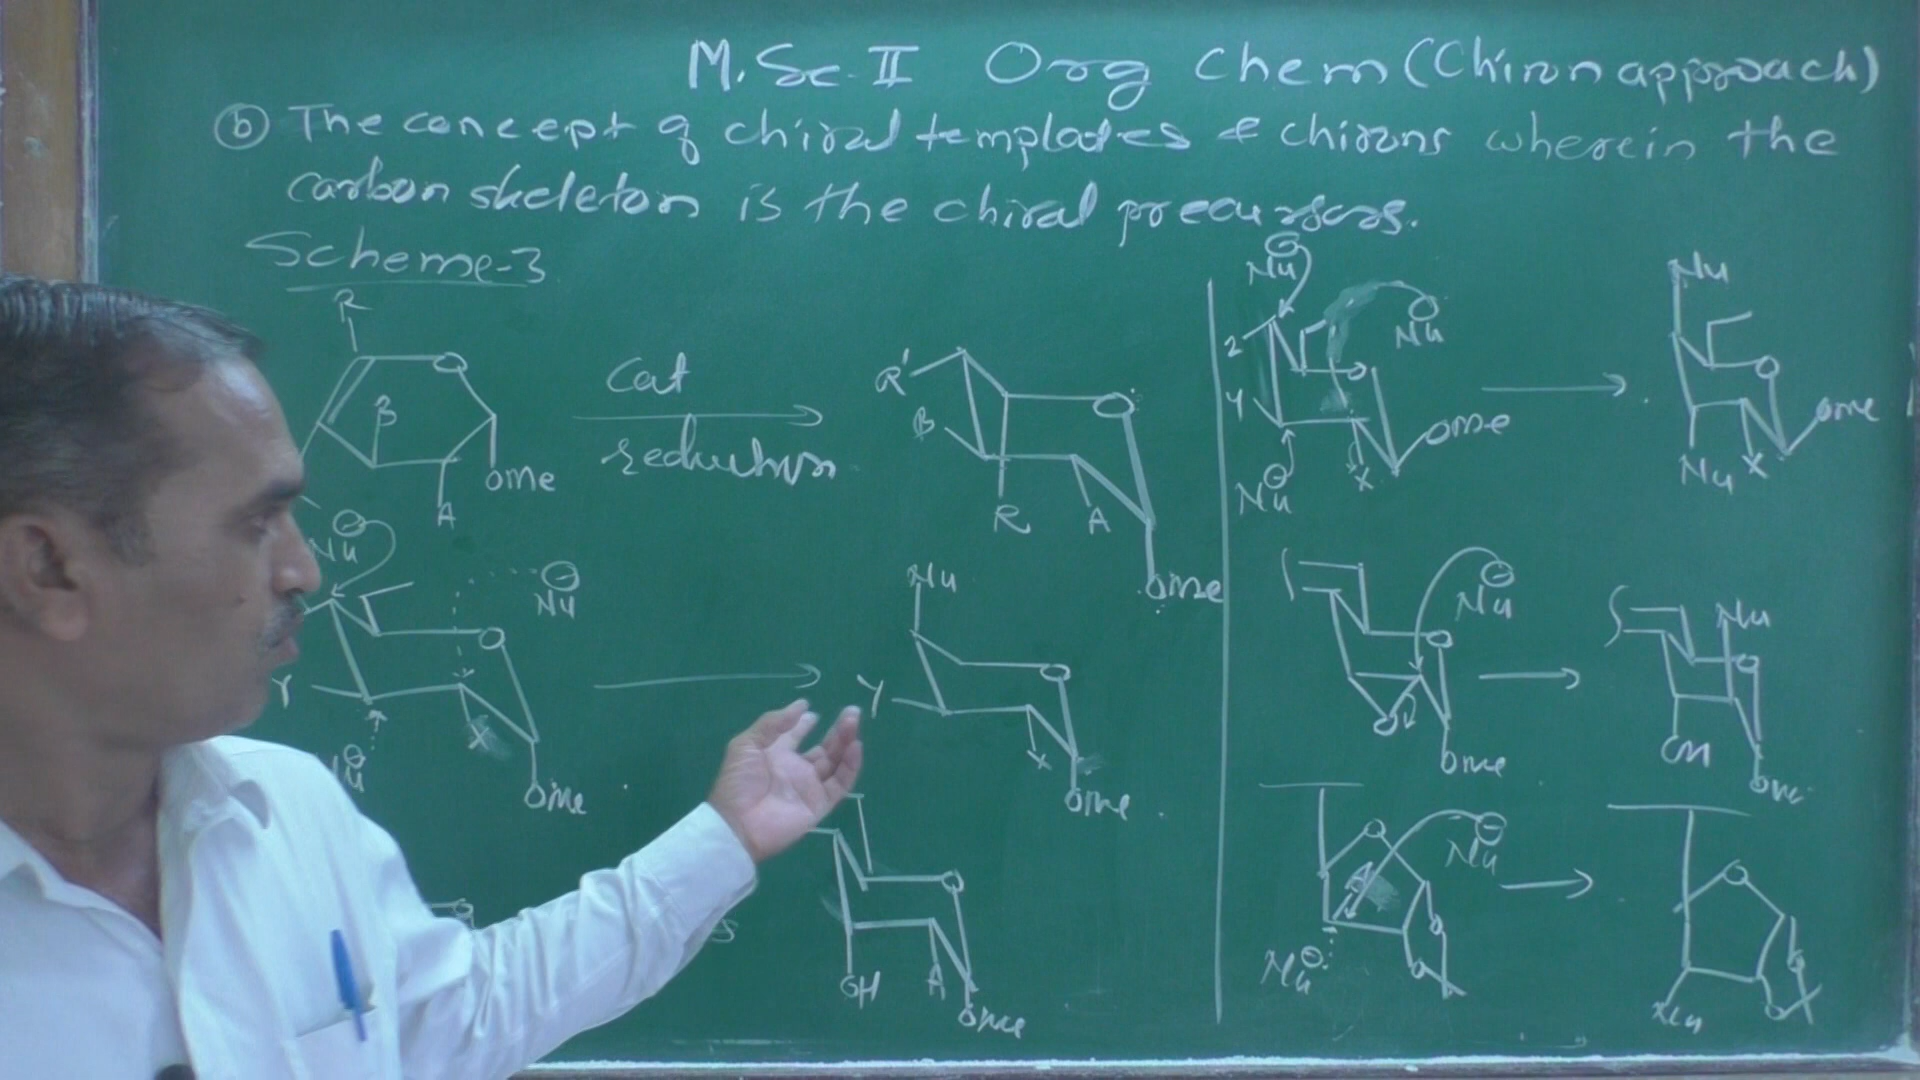 M.Sc-II Org Chem (Chiron approach)
(b) The concept of chiral templates & chirons wherein the
carbon skeleton is the chiral precursors.
Scheme-3
R
B
A
OMe
Cat
reduction
R'
B
R
A
OMe
Nu
Nu
Y
Nu
X
OMe
Nu
Y
X
OMe
OH
A
OMe
Nu
Nu
Y
Nu
X
OMe
Nu
Nu
X
OMe
Nu
O
OMe
Nu
OMe
Nu
Nu
O
O
O
O